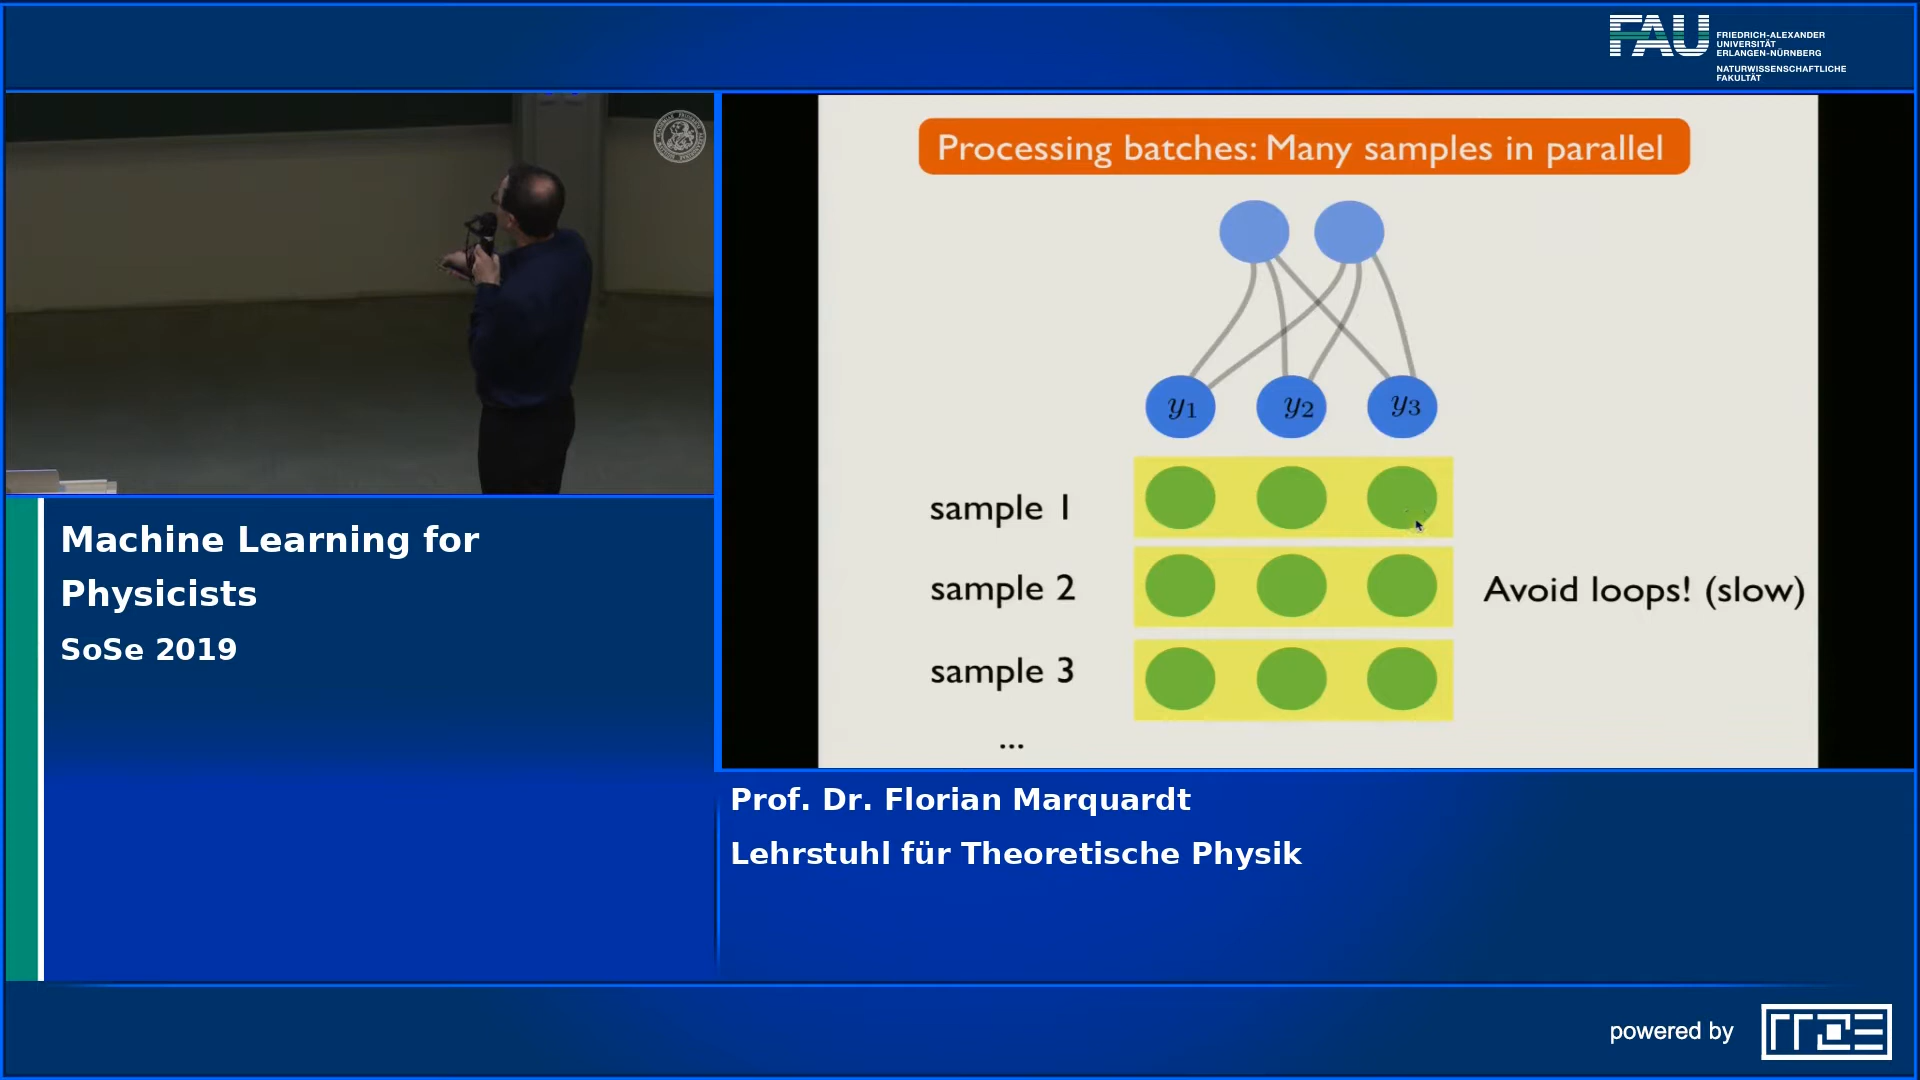 FAU
FRIEDRICH-ALEXANDER
UNIVERSITÄT
ERLANGEN-NÜRNBERG
NATURWISSENSCHAFTLICHE
FAKULTÄT
Processing batches: Many samples in parallel
y1 y2 y3
sample 1
sample 2
Avoid loops! (slow)
sample 3
...
Machine Learning for
Physicists
SoSe 2019
Prof. Dr. Florian Marquardt
Lehrstuhl für Theoretische Physik
powered by